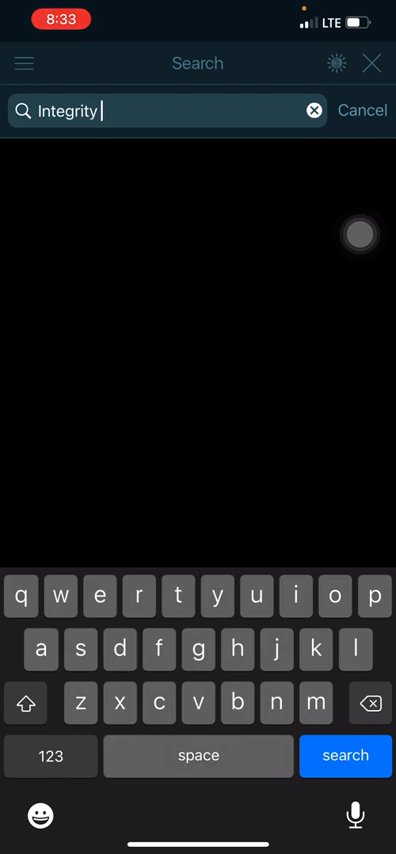 8:33 LTE
Search
Integrity Cancel
q w e r t y u i o p
a s d f g h j k l
z x c v b n m
123 space search